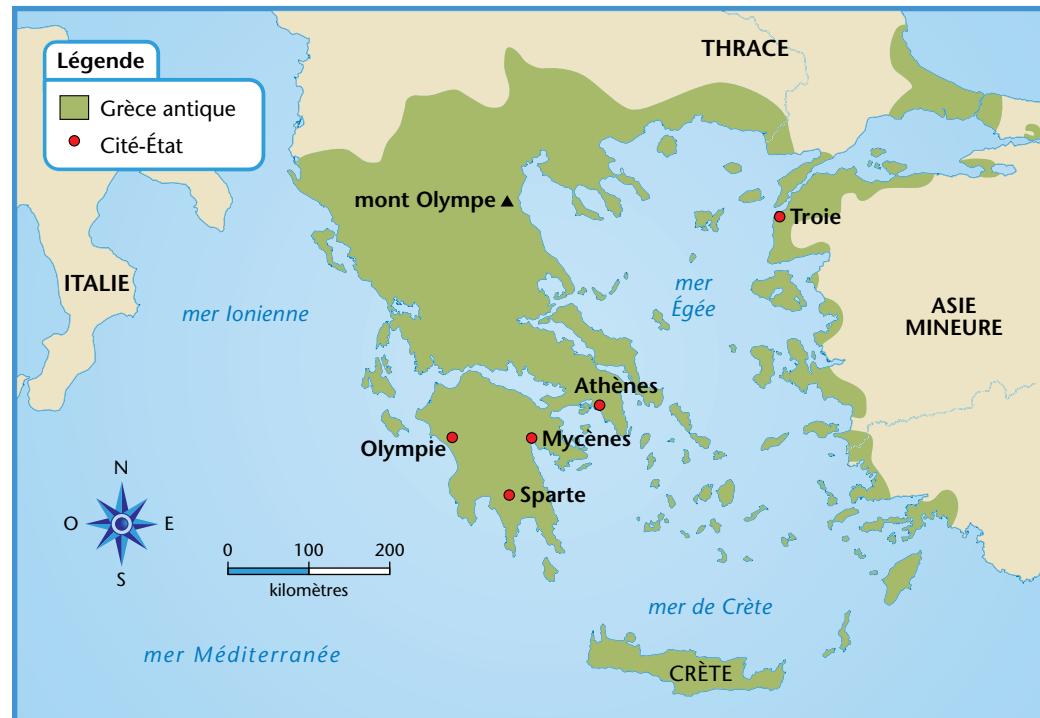 Légende
Grèce antique
Cité-État
THRACE
mont Olympe
Troie
ITALIE
mer Ionienne
mer
Égée
ASIE
MINEURE
Athènes
Olympie
Mycènes
Sparte
N
O
E
S
0
100
200
kilomètres
mer de Crète
mer Méditerranée
CRÈTE